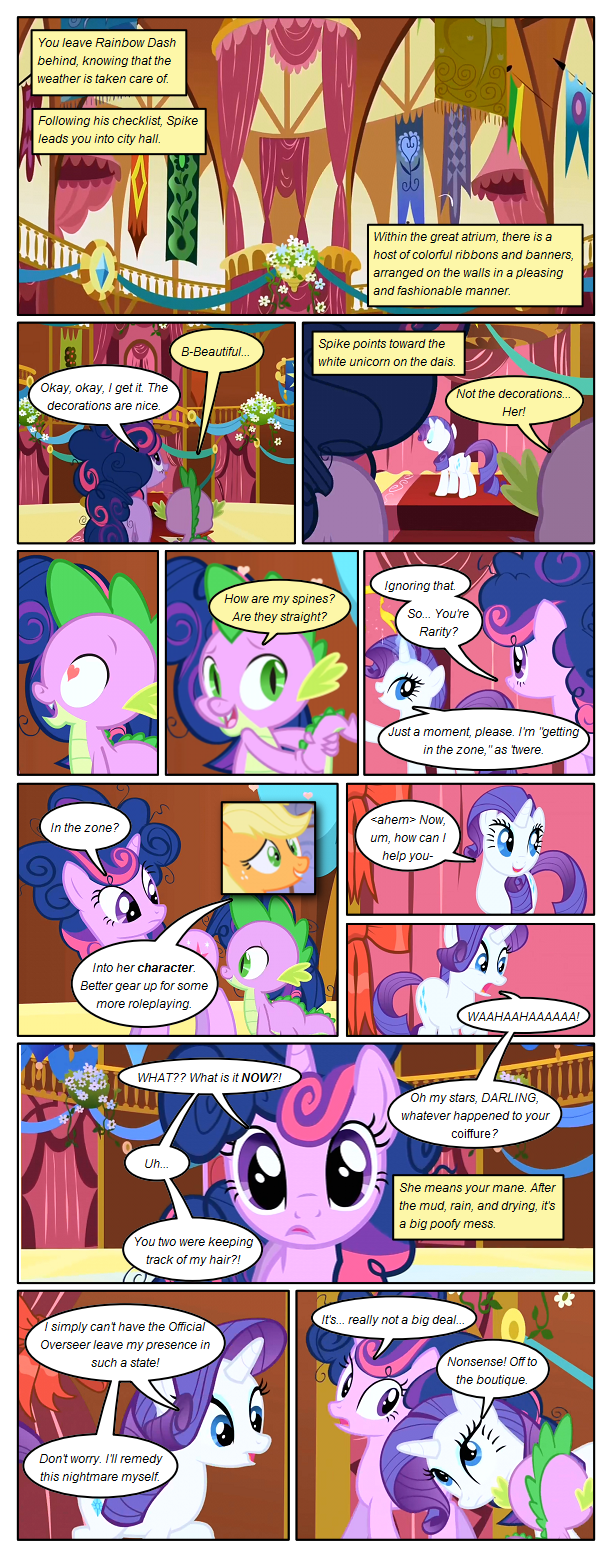 You leave Rainbow Dash
behind, knowing that the
weather is taken care of.
Following his checklist, Spike
leads you into city hall.
Within the great atrium, there is a
host of colorful ribbons and banners,
arranged on the walls in a pleasing
and fashionable manner.
B-Beautiful...
Okay, okay, I get it. The
decorations are nice.
Spike points toward the
white unicorn on the dais.
Not the decorations...
Her!
How are my spines?
Are they straight?
Ignoring that.
So... You're
Rarity?
Just a moment, please. I'm "getting
in the zone," as 'twere.
In the zone?
Into her character.
Better gear up for some
more roleplaying.
<ahem> Now,
um, how can I
help you-
WAAHAAHAAAAAA!
Oh my stars, DARLING,
whatever happened to your
coiffure?
WHAT?? What is it NOW?!
Uh...
You two were keeping
track of my hair?!
She means your mane. After
the mud, rain, and drying, it's
a big poofy mess.
I simply can't have the Official
Overseer leave my presence in
such a state!
Don't worry. I'll remedy
this nightmare myself.
It's... really not a big deal...
Nonsense! Off to
the boutique.